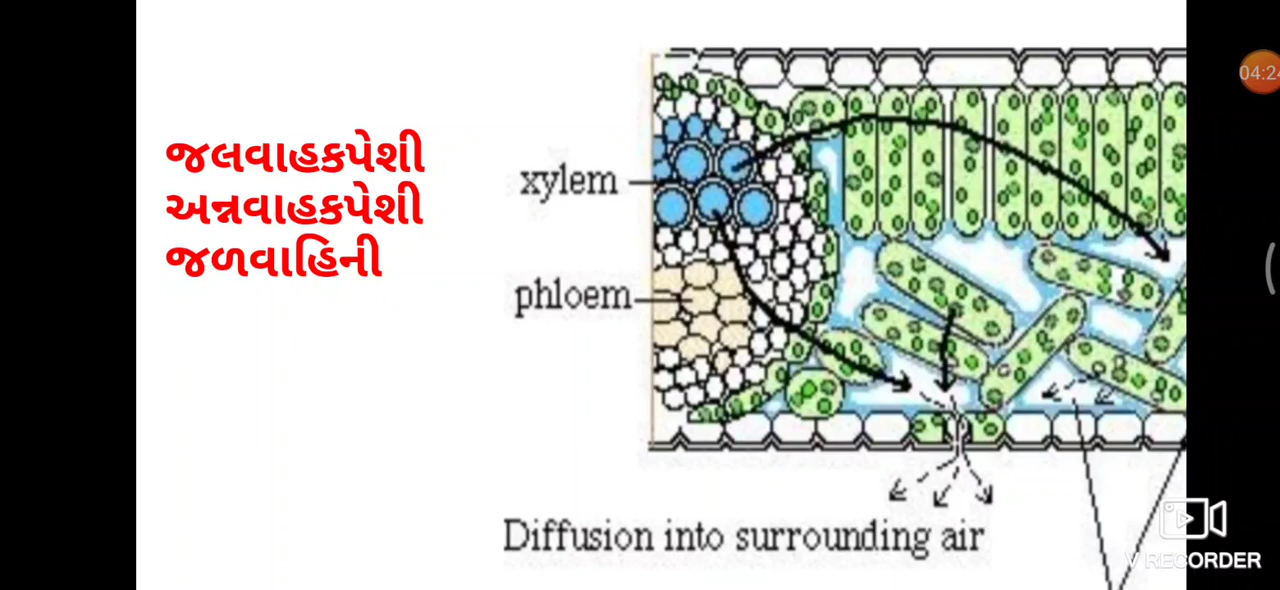 જલવાહકપેશી
અન્નવાહકપેશી
જળવાહિની
xylem
phloem
Diffusion into surrounding air
04:24
V RECORDER